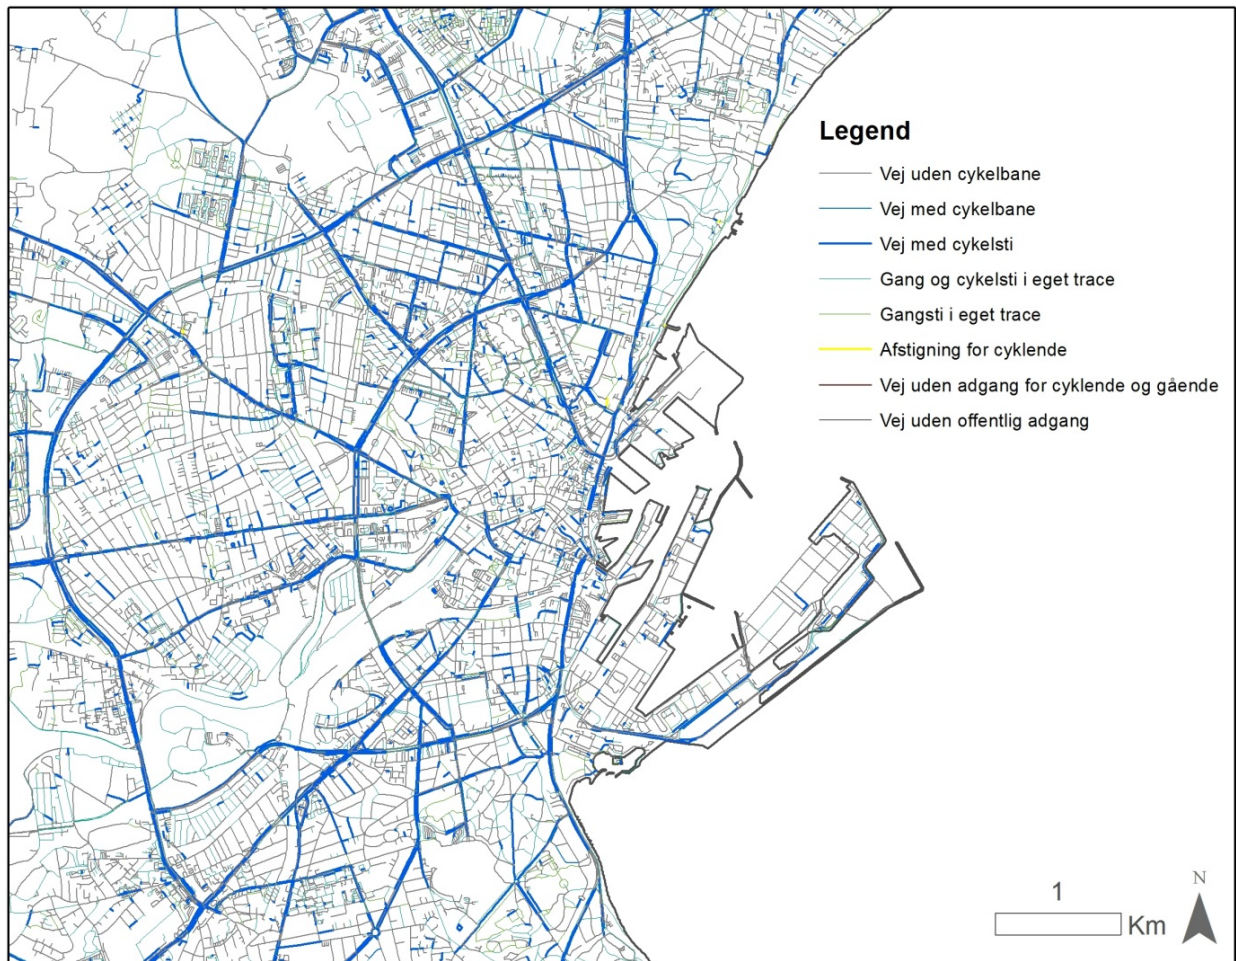 Legend
Vej uden cykelbane
Vej med cykelbane
Vej med cykelsti
Gang og cykelsti i eget trace
Gangsti i eget trace
Afstigning for cyklende
Vej uden adgang for cyklende og gående
Vej uden offentlig adgang
1
Km
N